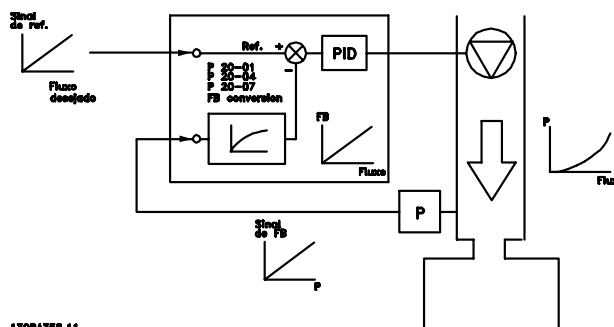 Sinal
de ref.
Fluxo
desejado
Ref.
+
−
PID
P 20-01
P 20-04
P 20-07
FB conversion
FB
Fluxo
P
P
Fluxo
Sinal
de FB
P